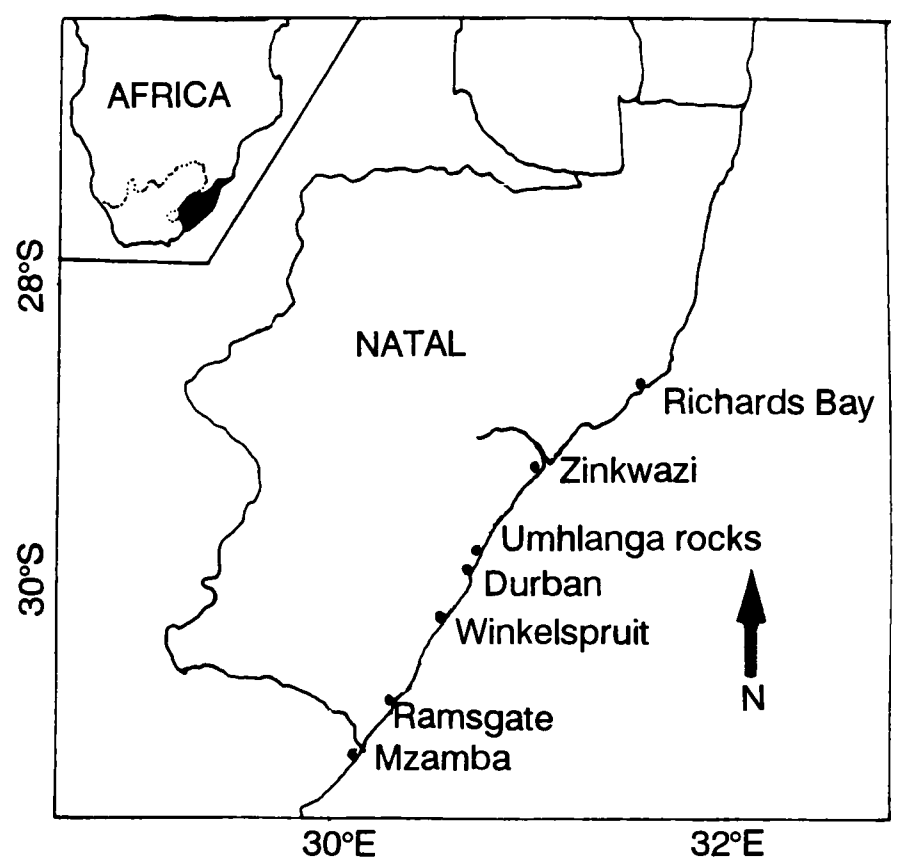 AFRICA
28°S
NATAL
Richards Bay
Zinkwazi
Umhlanga rocks
30°S
Durban
Winkelspruit
N
Ramsgate
Mzamba
30°E
32°E